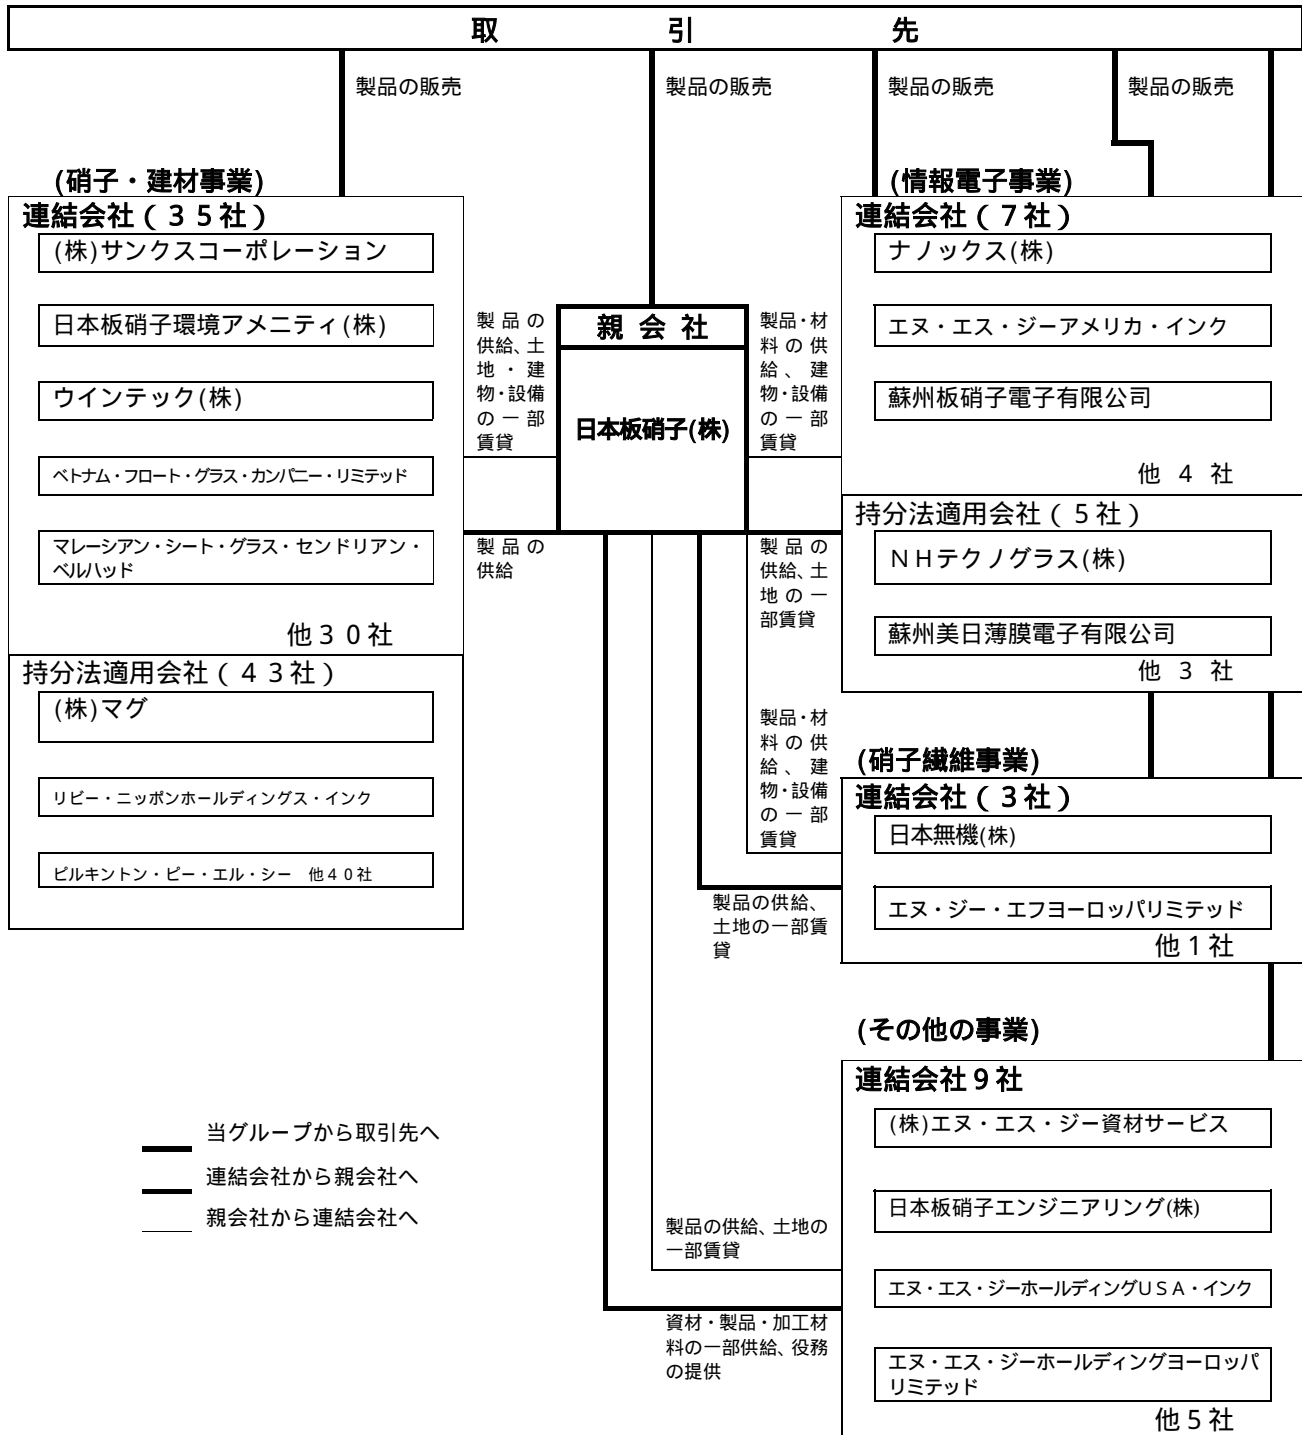 取引先
製品の販売
製品の販売
製品の販売
製品の販売
(硝子・建材事業)
連結会社(35社)
(株)サンクスコーポレーション
日本板硝子環境アメニティ(株)
ウインテック(株)
ベトナム・フロート・グラス・カンパニー・リミテッド
マレーシアン・シート・グラス・センドリアン・
ベルハッド
他30社
持分法適用会社(43社)
(株)マグ
リビー・ニッポンホールディングス・インク
ピルキントン・ピー・エル・シー 他40社
製品の
供給、土
地・建
物・設備
の一部
賃貸
製品の
供給
親会社
日本板硝子(株)
製品・材
料の供
給、建
物・設備
の一部
賃貸
製品の
供給、土
地の一
部賃貸
製品・材
料の供
給、建
物・設備
の一部
賃貸
製品の供給、
土地の一部賃
貸
製品の供給、土地の
一部賃貸
資材・製品・加工材
料の一部供給、役務
の提供
(情報電子事業)
連結会社(7社)
ナノックス(株)
エヌ・エス・ジーアメリカ・インク
蘇州板硝子電子有限公司
他 4 社
持分法適用会社(5社)
NHテクノグラス(株)
蘇州美日薄膜電子有限公司
他 3 社
(硝子繊維事業)
連結会社(3社)
日本無機(株)
エヌ・ジー・エフヨーロッパリミテッド
他1社
(その他の事業)
連結会社9社
(株)エヌ・エス・ジー資材サービス
日本板硝子エンジニアリング(株)
エヌ・エス・ジーホールディングUSA・インク
エヌ・エス・ジーホールディングヨーロッパ
リミテッド
他5社
当グループから取引先へ
連結会社から親会社へ
親会社から連結会社へ